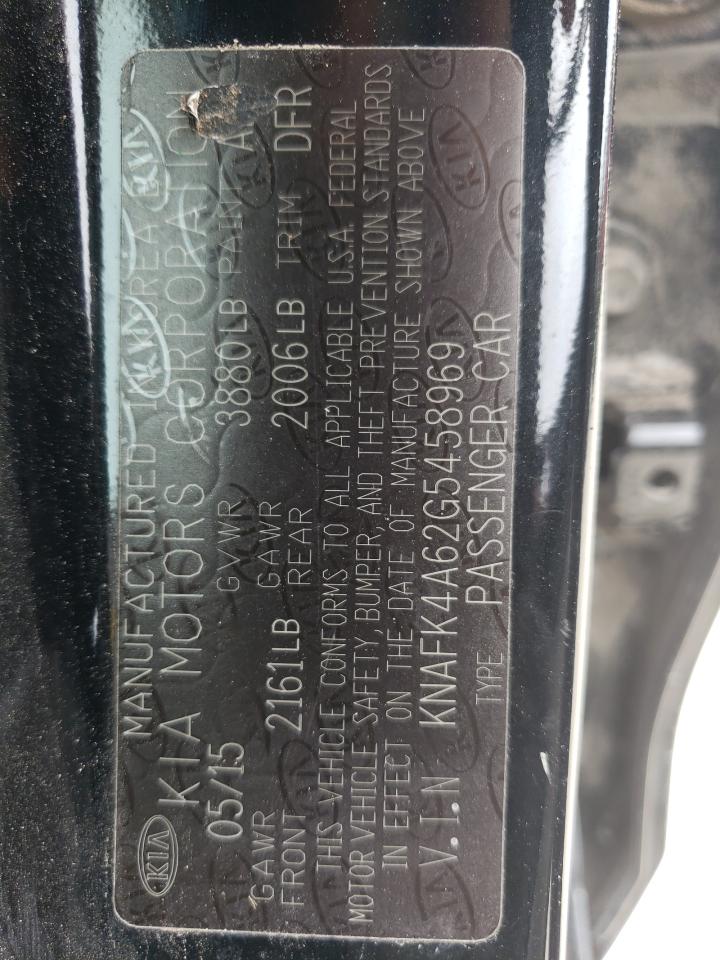 MANUFACTURED IN KOREA
KIA KIA MOTORS CORPORATION
05/15 GVWR 3880LB PAINT
GAWR FRONT 2161LB GAWR REAR 2006LB TRIM DFR
THIS VEHICLE CONFORMS TO ALL APPLICABLE U.S.A FEDERAL
MOTOR VEHICLE SAFETY, BUMPER, AND THEFT PREVENTION STANDARDS
IN EFFECT ON THE DATE OF MANUFACTURE SHOWN ABOVE
V.I.N KNAFK4A62G5458969
TYPE PASSENGER CAR